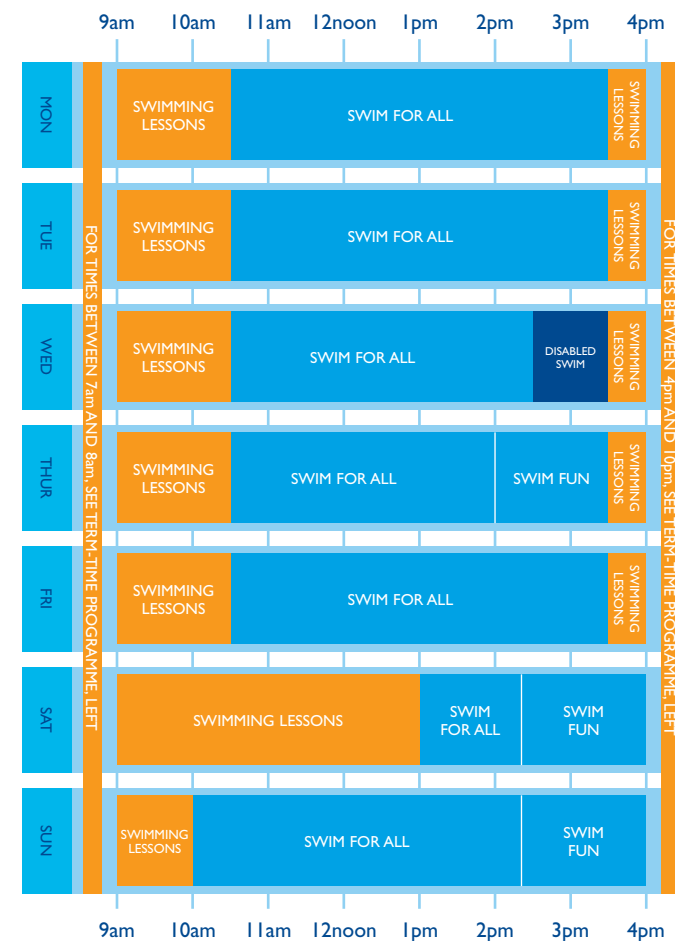 9am 10am 11am 12noon 1pm 2pm 3pm 4pm
FOR TIMES BETWEEN 7am AND 8am, SEE TERM-TIME PROGRAMME, LEFT
MON
SWIMMING
LESSONS
SWIM FOR ALL
SWIMMING
LESSONS
TUE
SWIMMING
LESSONS
SWIM FOR ALL
SWIMMING
LESSONS
WED
SWIMMING
LESSONS
SWIM FOR ALL
DISABLED
SWIM
SWIMMING
LESSONS
THUR
SWIMMING
LESSONS
SWIM FOR ALL
SWIM FUN
SWIMMING
LESSONS
FRI
SWIMMING
LESSONS
SWIM FOR ALL
SWIMMING
LESSONS
SAT
SWIMMING LESSONS
SWIM
FOR ALL
SWIM
FUN
SUN
SWIMMING
LESSONS
SWIM FOR ALL
SWIM
FUN
FOR TIMES BETWEEN 4pm AND 10pm, SEE TERM-TIME PROGRAMME, LEFT
9am 10am 11am 12noon 1pm 2pm 3pm 4pm